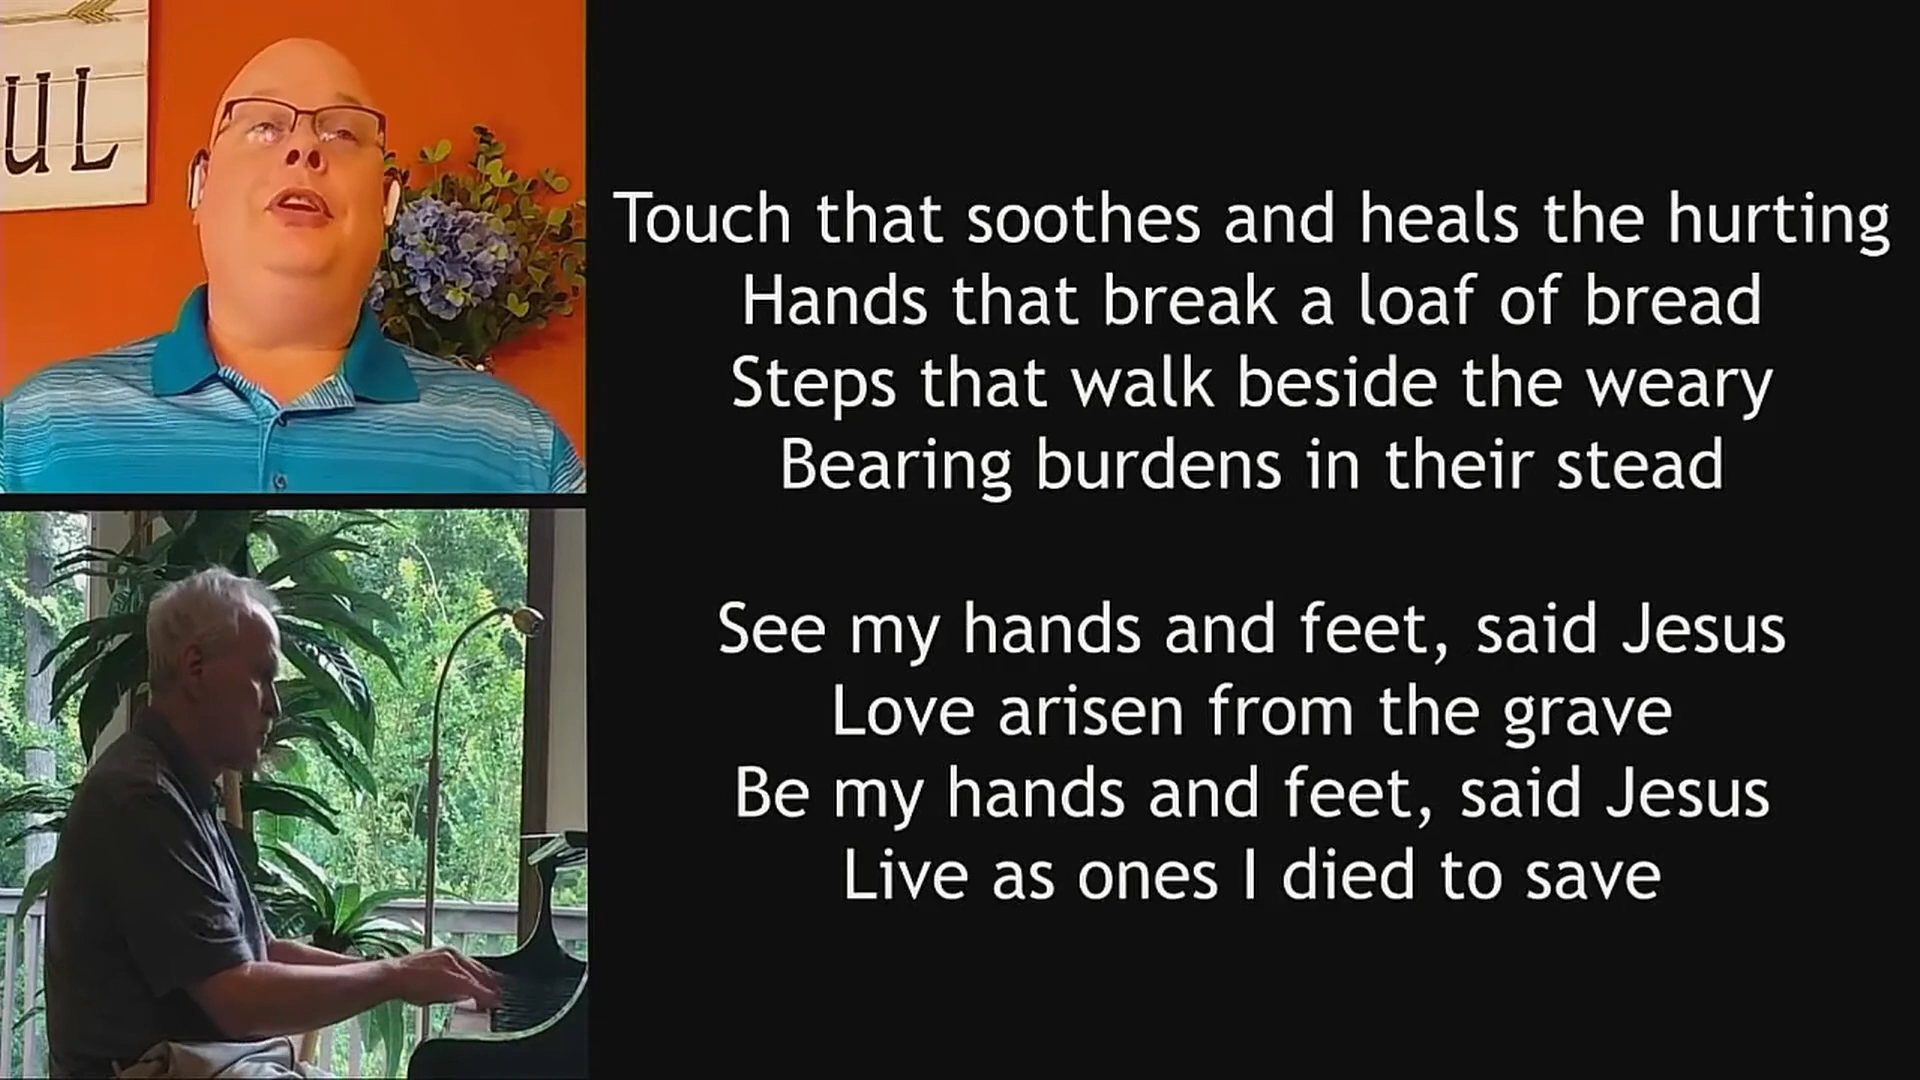 UL
Touch that soothes and heals the hurting
Hands that break a loaf of bread
Steps that walk beside the weary
Bearing burdens in their stead
See my hands and feet, said Jesus
Love arisen from the grave
Be my hands and feet, said Jesus
Live as ones I died to save